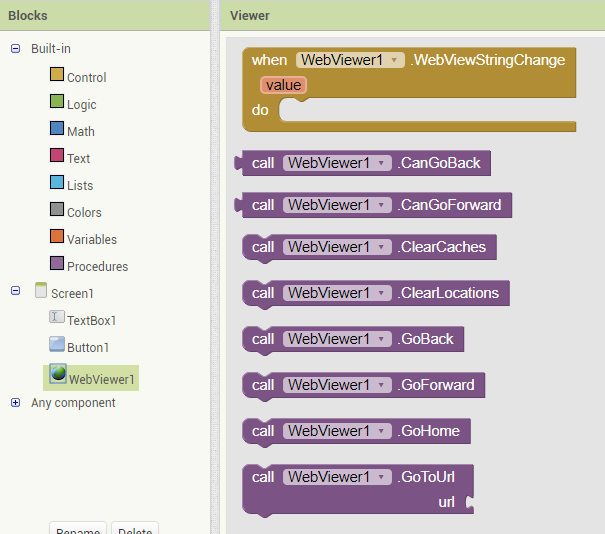 Blocks
Built-in
Control
Logic
Math
Text
Lists
Colors
Variables
Procedures
Screen1
TextBox1
Button1
WebViewer1
Any component
Rename Delete
Viewer
when WebViewer1 .WebViewStringChange
value
do
call WebViewer1 .CanGoBack
call WebViewer1 .CanGoForward
call WebViewer1 .ClearCaches
call WebViewer1 .ClearLocations
call WebViewer1 .GoBack
call WebViewer1 .GoForward
call WebViewer1 .GoHome
call WebViewer1 .GoToUrl
url